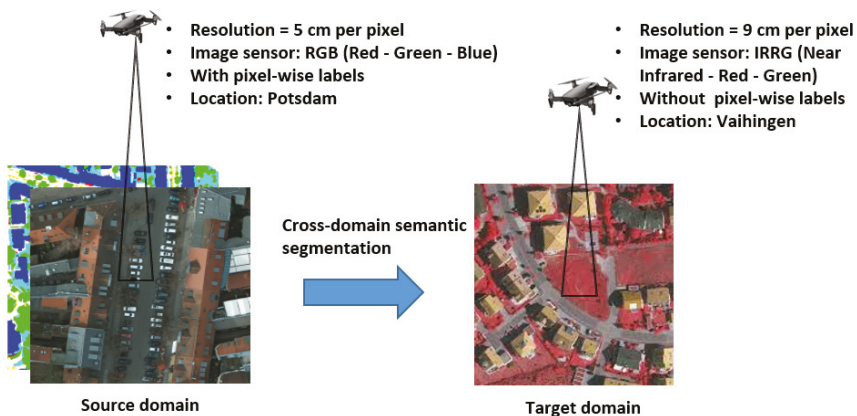 • Resolution = 5 cm per pixel
• Image sensor: RGB (Red - Green - Blue)
• With pixel-wise labels
• Location: Potsdam
• Resolution = 9 cm per pixel
• Image sensor: IRRG (Near
Infrared - Red - Green)
• Without pixel-wise labels
• Location: Vaihingen
Cross-domain semantic
segmentation
Source domain
Target domain